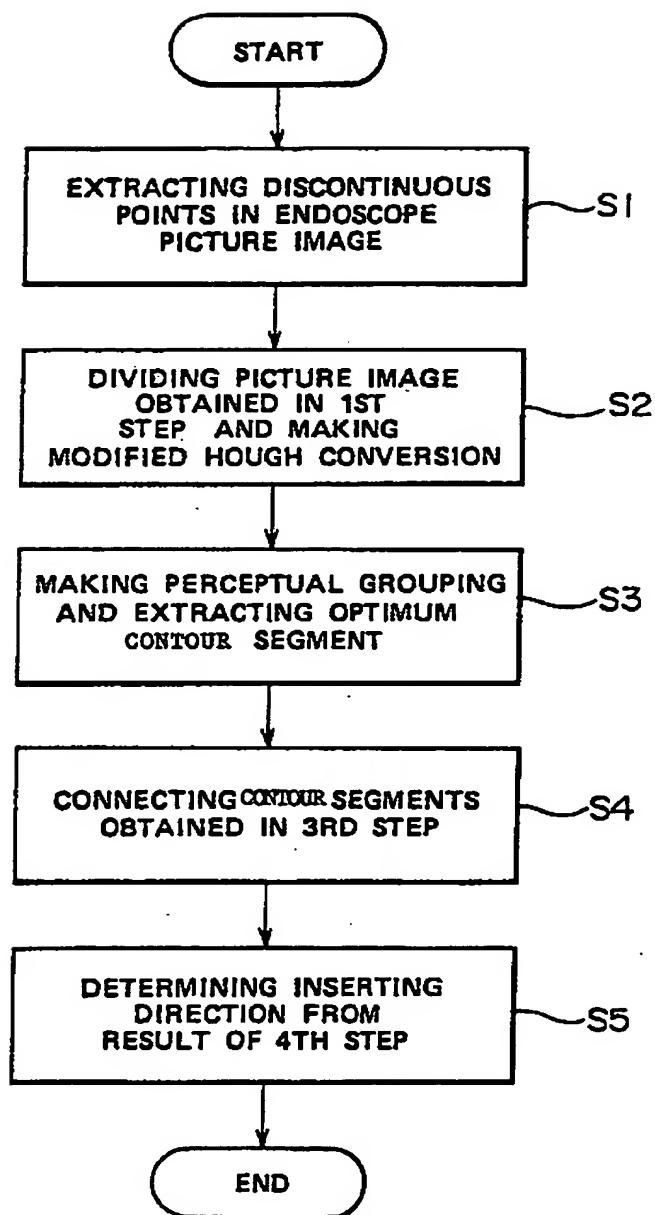 START
EXTRACTING DISCONTINUOUS
POINTS IN ENDOSCOPE
PICTURE IMAGE
S1
DIVIDING PICTURE IMAGE
OBTAINED IN 1ST
STEP AND MAKING
MODIFIED HOUGH CONVERSION
S2
MAKING PERCEPTUAL GROUPING
AND EXTRACTING OPTIMUM
CONTOUR SEGMENT
S3
CONNECTING CONTOUR SEGMENTS
OBTAINED IN 3RD STEP
S4
DETERMINING INSERTING
DIRECTION FROM
RESULT OF 4TH STEP
S5
END